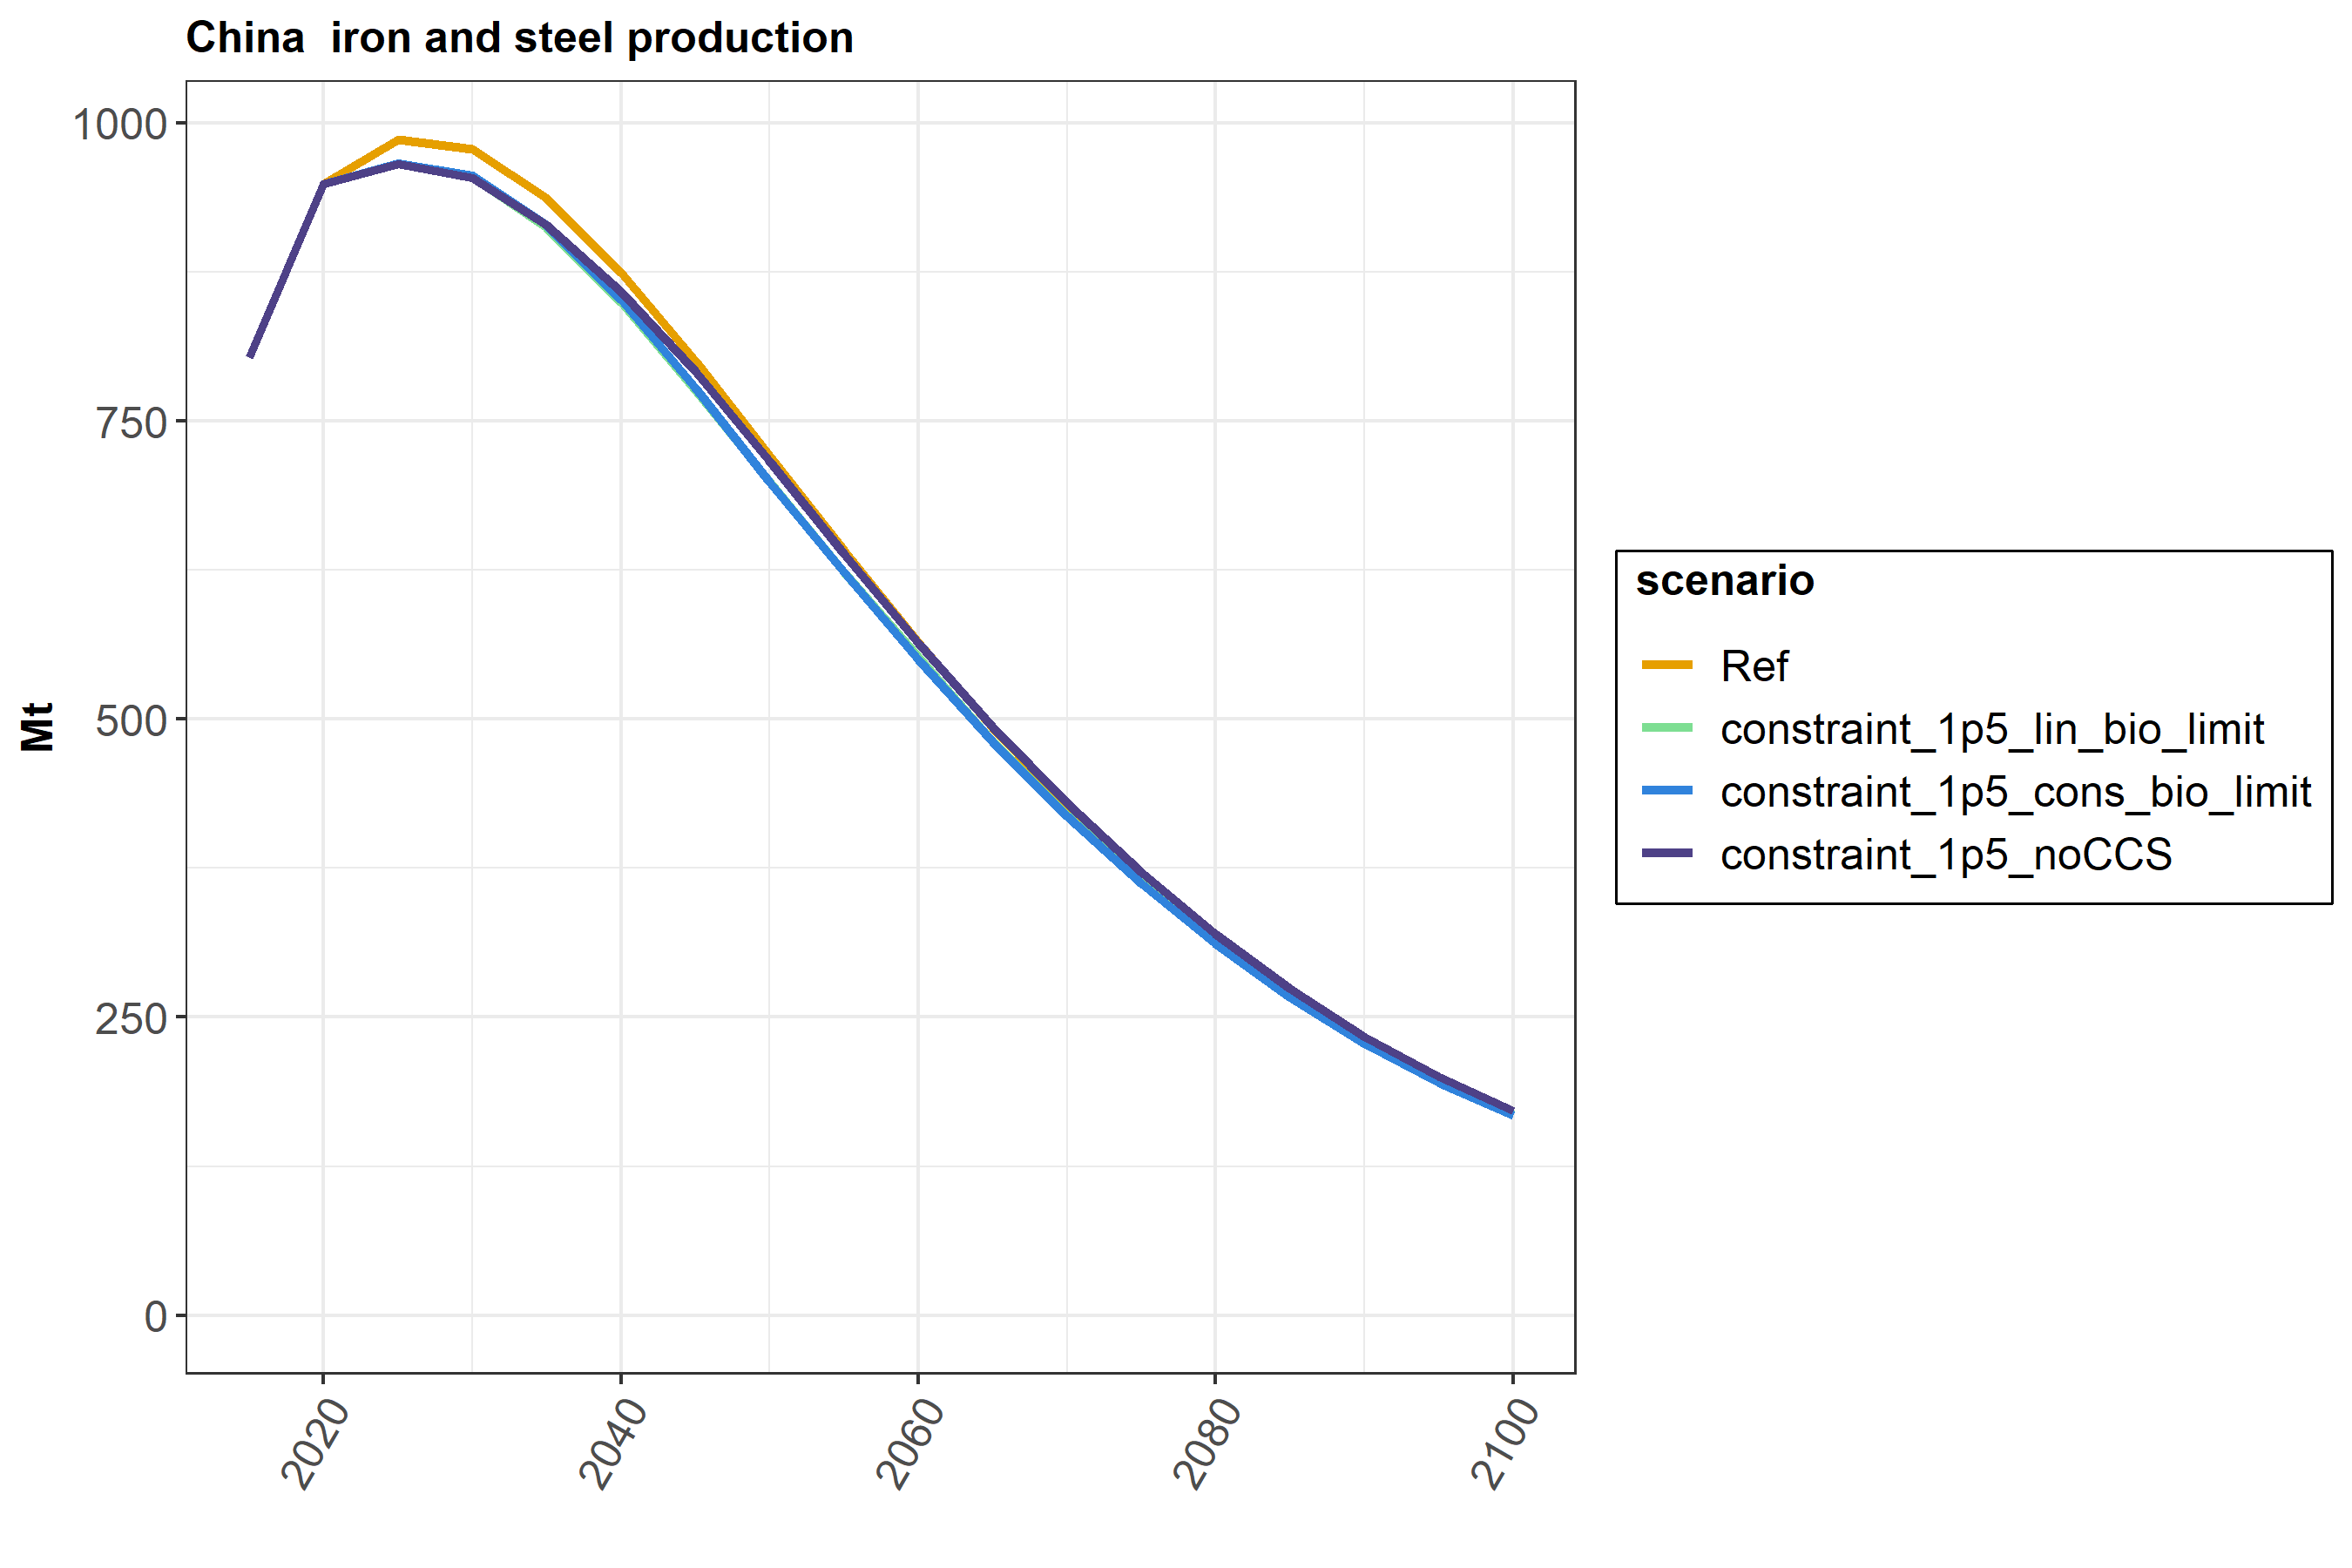 China  iron and steel production
1000
750
500
250
0
Mt
2020
2040
2060
2080
2100
scenario
Ref
constraint_1p5_lin_bio_limit
constraint_1p5_cons_bio_limit
constraint_1p5_noCCS